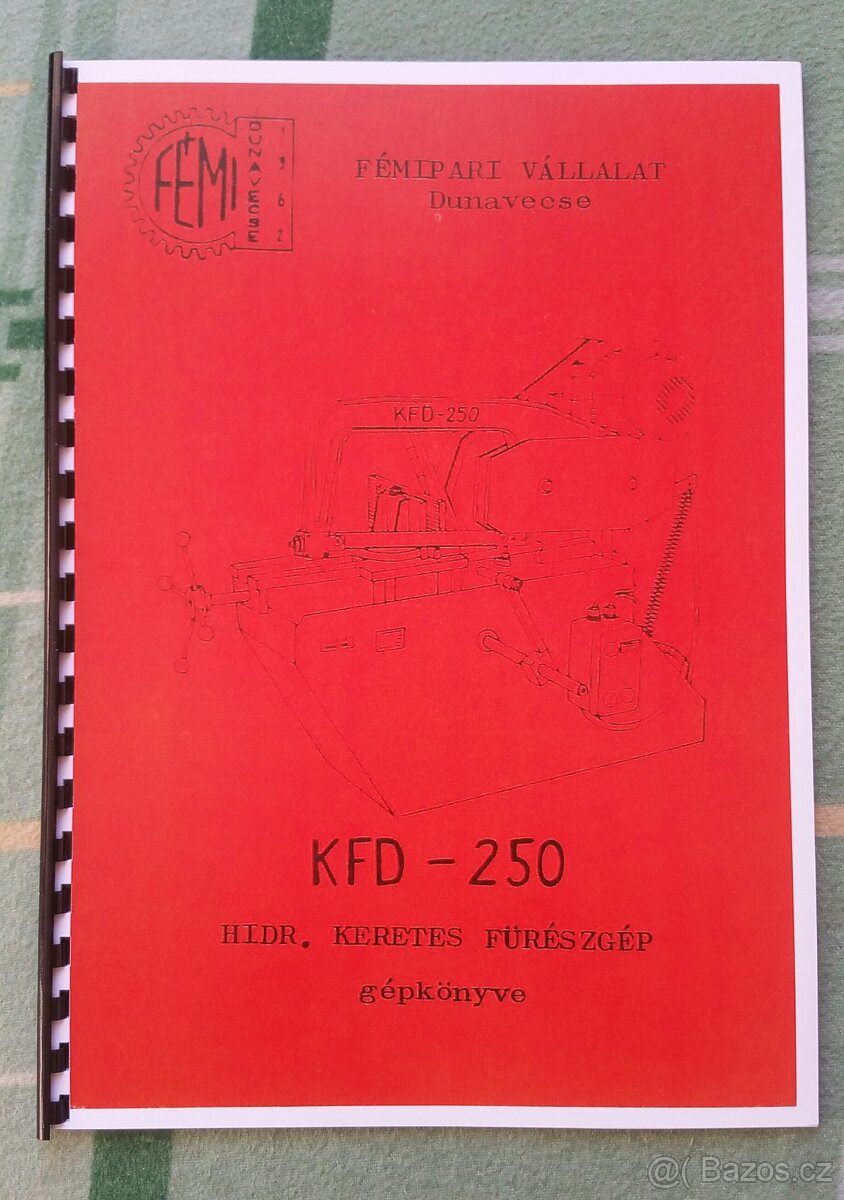 FÉMI
DUNAVECSE
1962
FÉMIPARI VÁLLALAT
Dunavecse
KFD-250
KFD - 250
HIDR. KERETES FŰRÉSZGÉP
gépkönyve
@( Bazos.cz